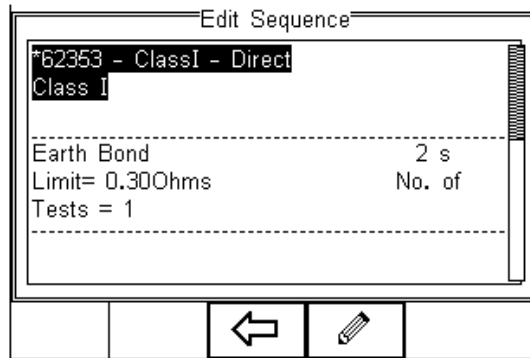 Edit Sequence
*62353 - ClassI - Direct
Class I
Earth Bond 2 s
Limit= 0.30Ohms No. of
Tests = 1